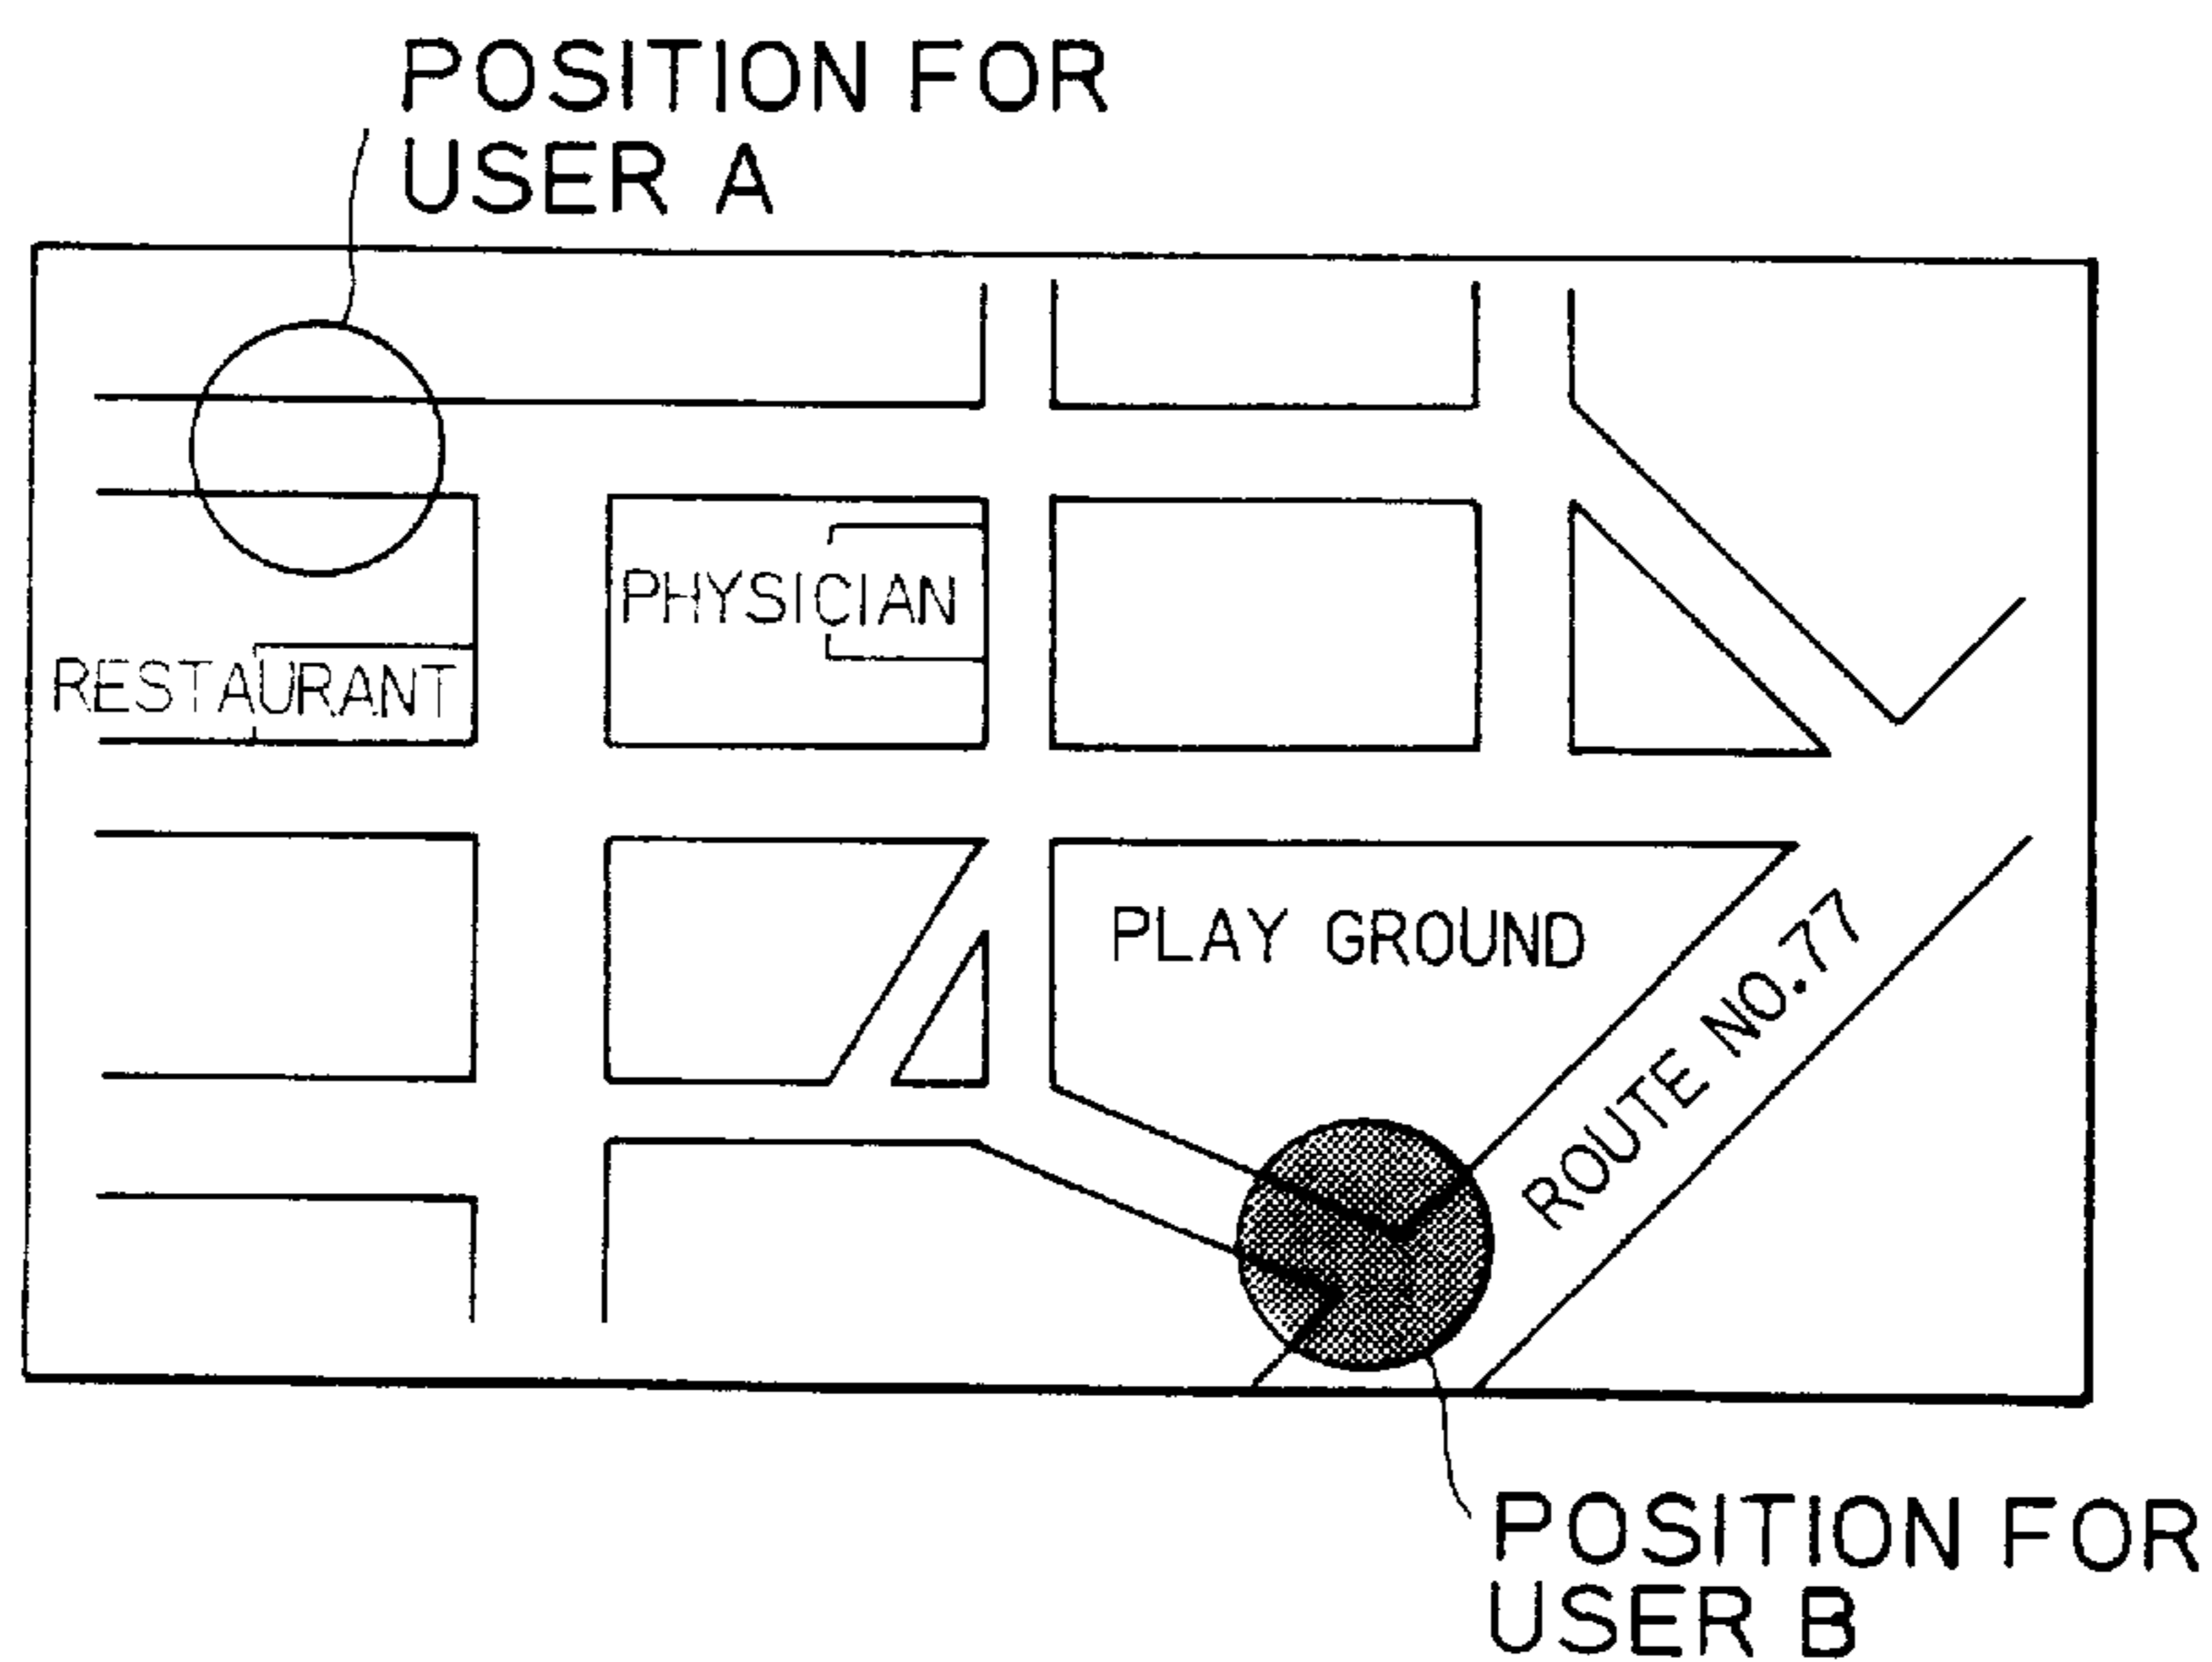 POSITION FOR
USER A
PHYSICIAN
RESTAURANT
PLAY GROUND
ROUTE NO.77
POSITION FOR
USER B